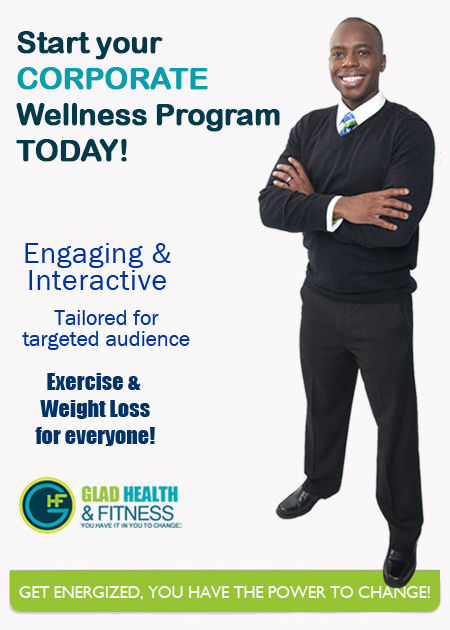 Start your
CORPORATE
Wellness Program
TODAY!
Engaging &
Interactive
Tailored for
targeted audience
Exercise &
Weight Loss
for everyone!
GHF
GLAD HEALTH
& FITNESS
YOU HAVE IT IN YOU TO CHANGE!
GET ENERGIZED, YOU HAVE THE POWER TO CHANGE!